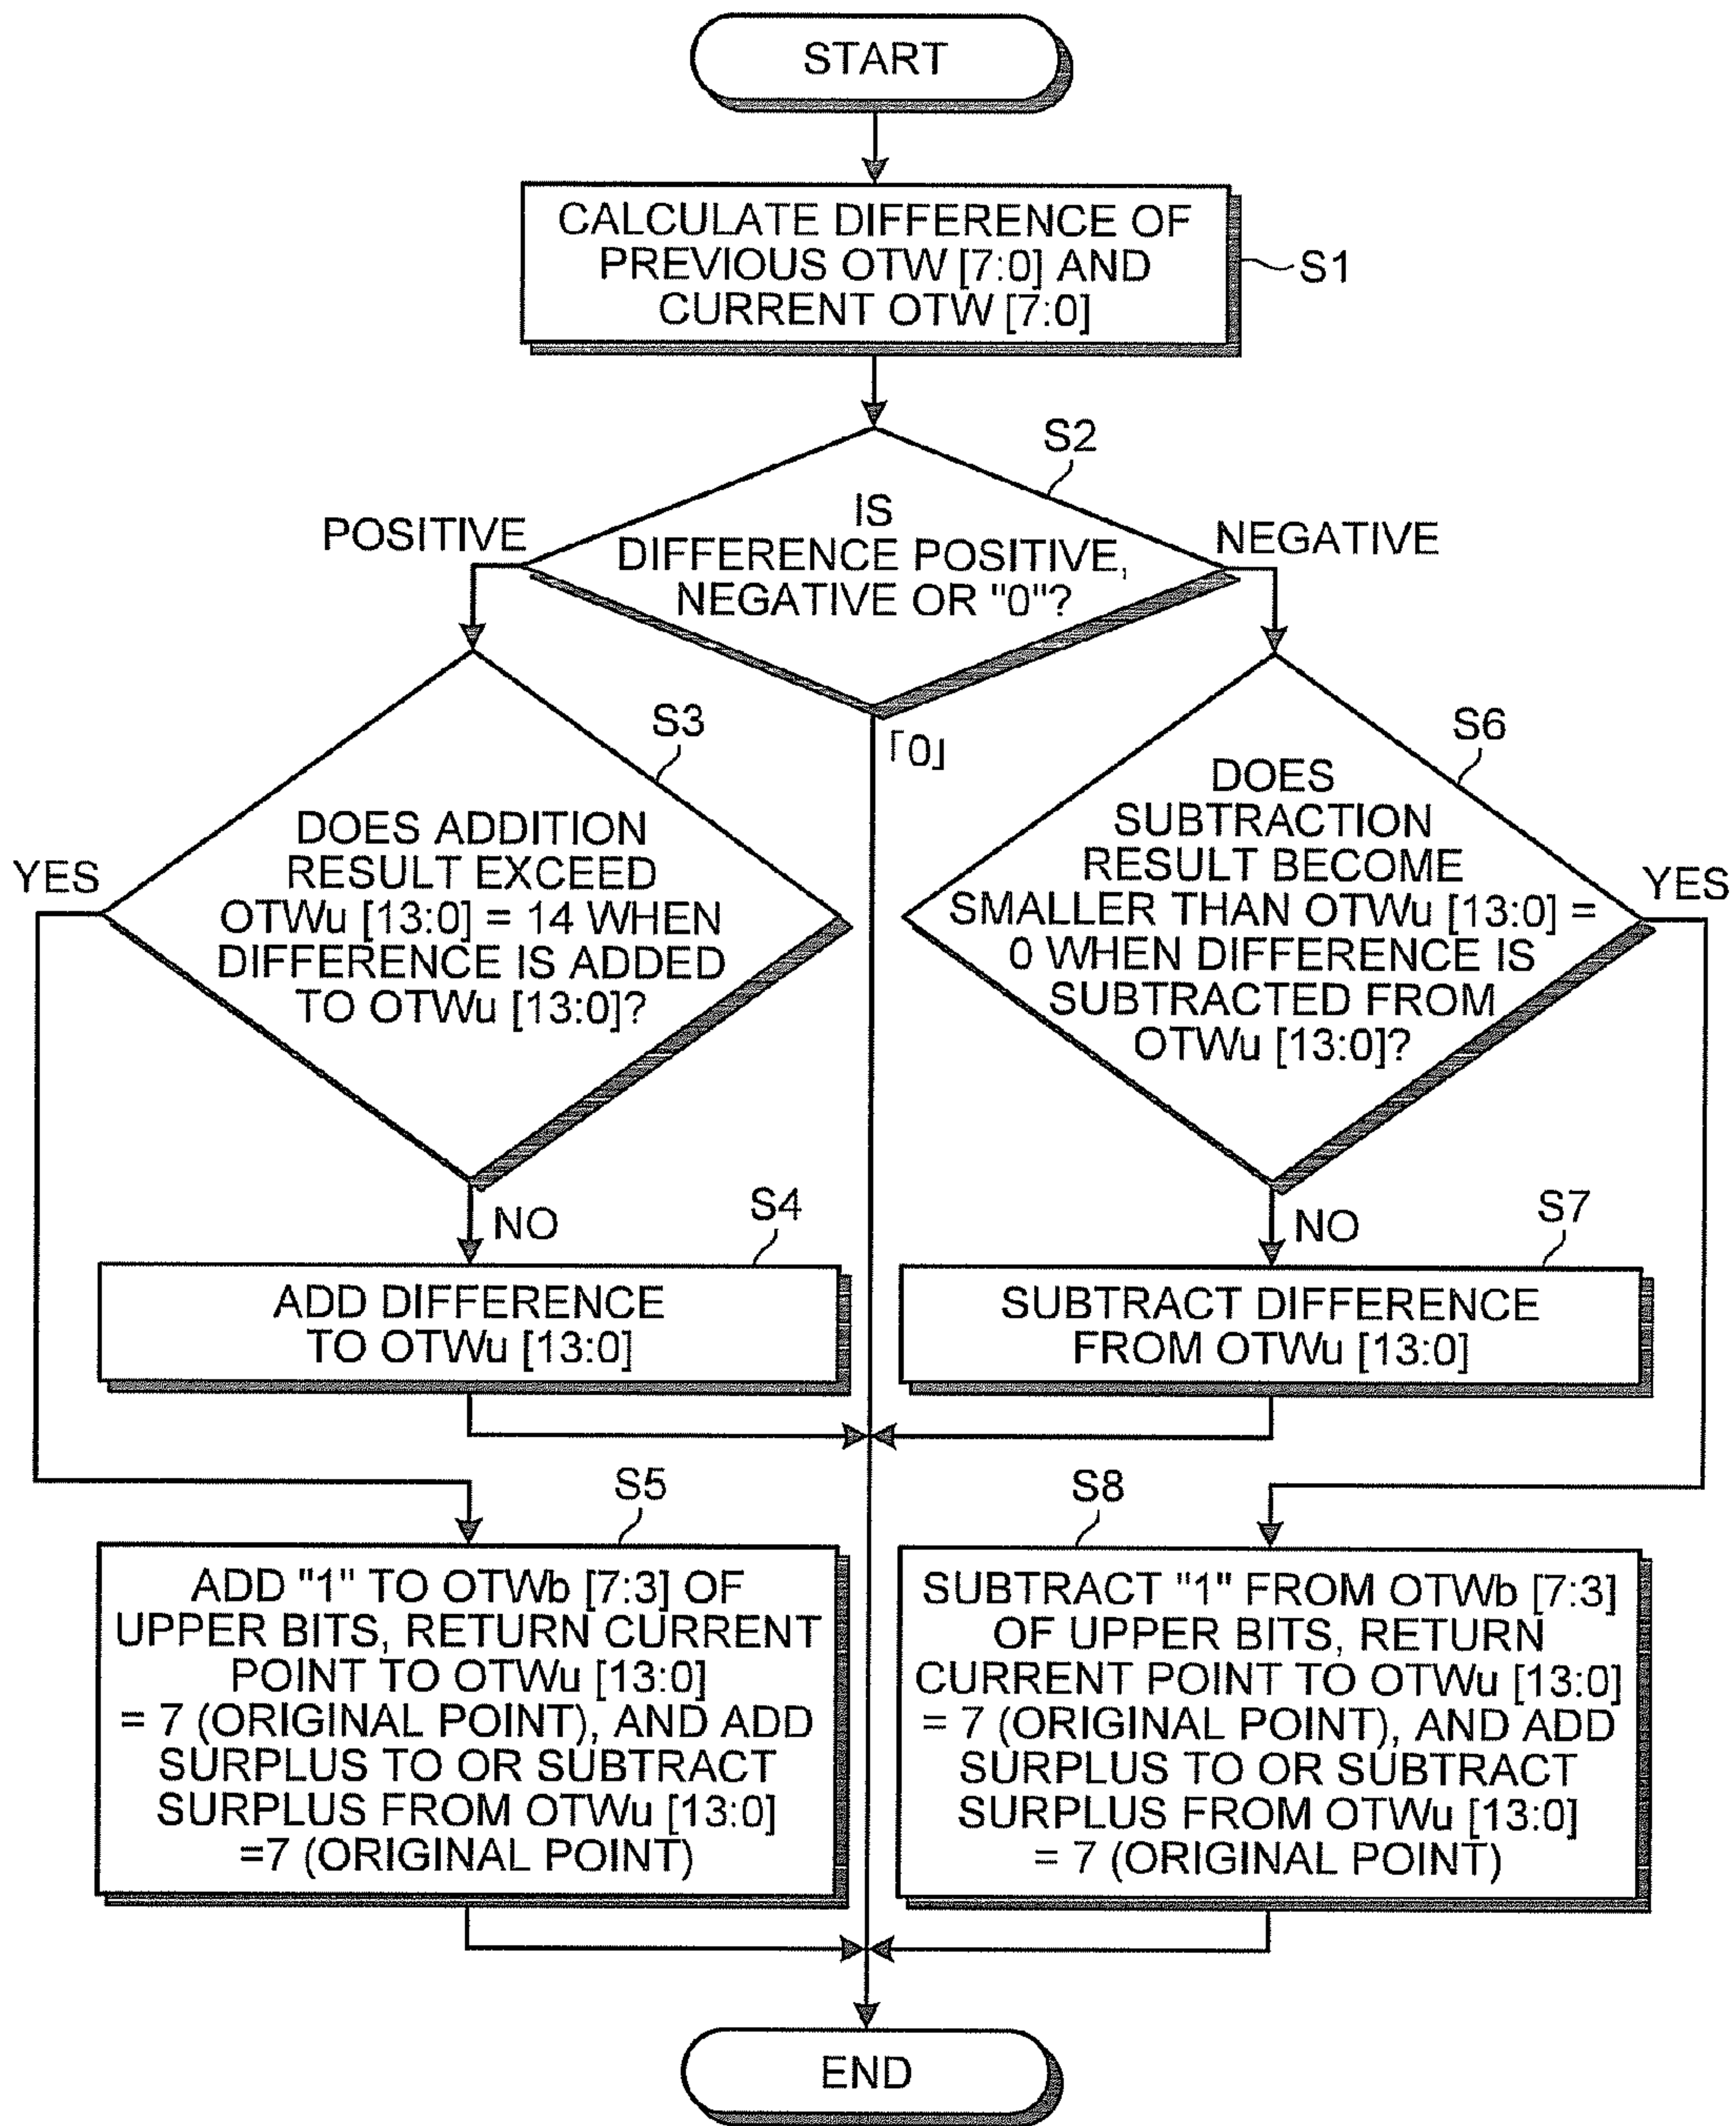 START
CALCULATE DIFFERENCE OF
PREVIOUS OTW [7:0] AND
CURRENT OTW [7:0]
S1
S2
IS
DIFFERENCE POSITIVE,
NEGATIVE OR "0"?
POSITIVE
NEGATIVE
「0」
S3
DOES ADDITION
RESULT EXCEED
OTWu [13:0] = 14 WHEN
DIFFERENCE IS ADDED
TO OTWu [13:0]?
YES
NO
S6
DOES
SUBTRACTION
RESULT BECOME
SMALLER THAN OTWu [13:0] =
0 WHEN DIFFERENCE IS
SUBTRACTED FROM
OTWu [13:0]?
YES
NO
S4
ADD DIFFERENCE
TO OTWu [13:0]
S7
SUBTRACT DIFFERENCE
FROM OTWu [13:0]
S5
ADD "1" TO OTWb [7:3] OF
UPPER BITS, RETURN CURRENT
POINT TO OTWu [13:0]
= 7 (ORIGINAL POINT), AND ADD
SURPLUS TO OR SUBTRACT
SURPLUS FROM OTWu [13:0]
=7 (ORIGINAL POINT)
S8
SUBTRACT "1" FROM OTWb [7:3]
OF UPPER BITS, RETURN
CURRENT POINT TO OTWu [13:0]
= 7 (ORIGINAL POINT), AND ADD
SURPLUS TO OR SUBTRACT
SURPLUS FROM OTWu [13:0]
= 7 (ORIGINAL POINT)
END